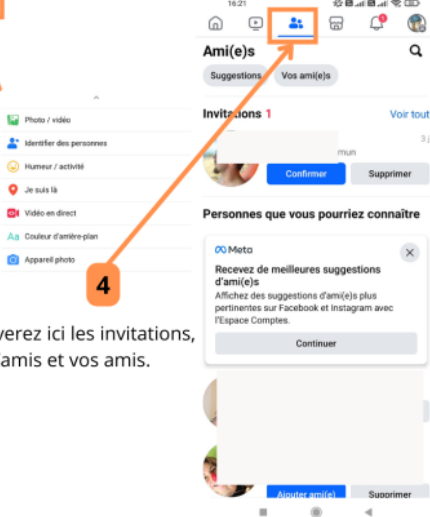 16:21
Ami(e)s
Suggestions
Vos ami(e)s
Invitations 1
Voir tout
3 j
mun
Confirmer
Supprimer
Photo / vidéo
Identifier des personnes
Humeur / activité
Je suis là
Vidéo en direct
Aa Couleur d'arrière-plan
Appareil photo
4
verez ici les invitations,
'amis et vos amis.
Personnes que vous pourriez connaître
Meta
Recevez de meilleures suggestions
d'ami(e)s
Affichez des suggestions d'ami(e)s plus
pertinentes sur Facebook et Instagram avec
l'Espace Comptes.
Continuer
Ajouter ami(e)
Supprimer